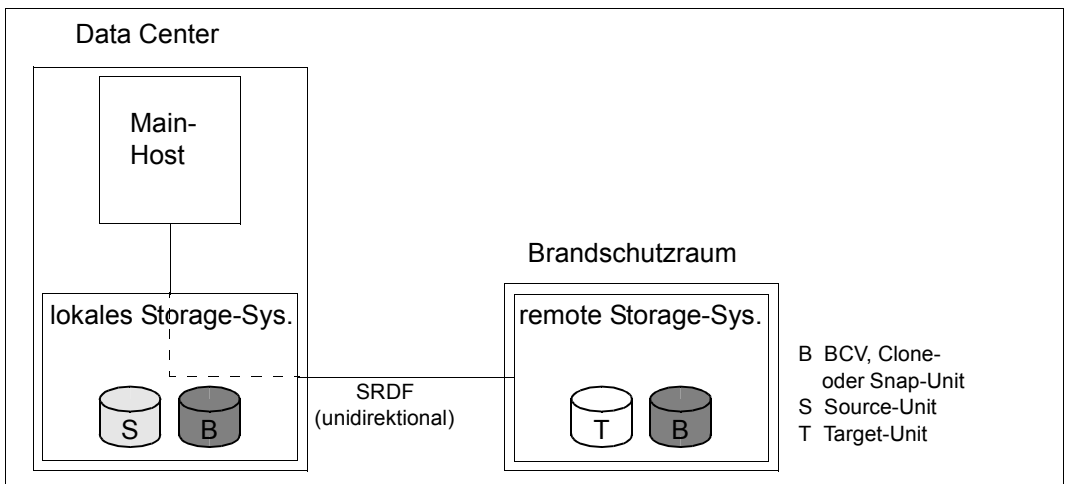 Data Center
Main-
Host
Brandschutzraum
lokales Storage-Sys.
remote Storage-Sys.
SRDF
(unidirektional)
S
B
T
B
B BCV, Clone-
oder Snap-Unit
S Source-Unit
T Target-Unit